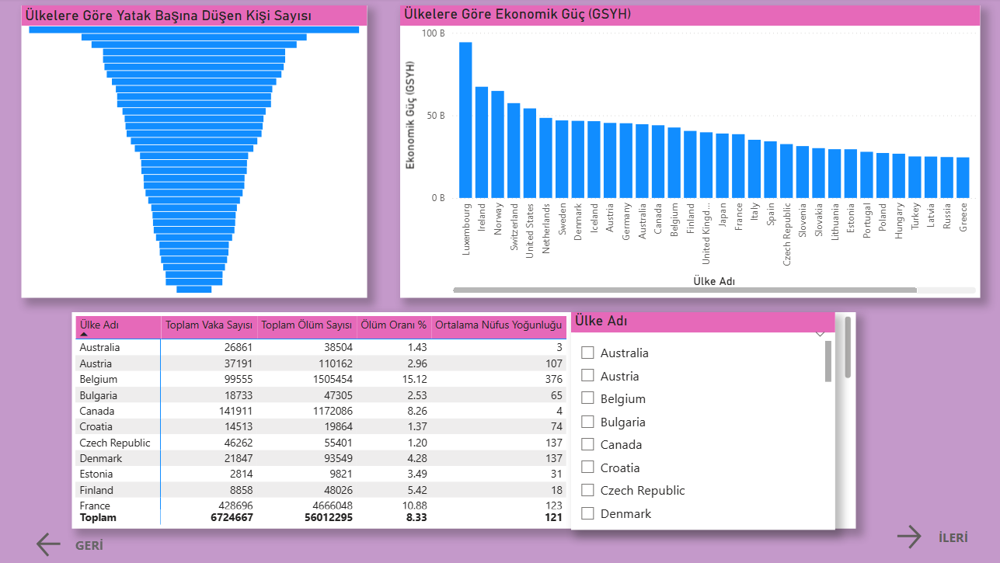 Ülkelere Göre Yatak Başına Düşen Kişi Sayısı
Ülkelere Göre Ekonomik Güç (GSYH)
100 B
50 B
0 B
Ekonomik Güç (GSYH)
Luxembourg
Ireland
Norway
Switzerland
United States
Netherlands
Sweden
Denmark
Iceland
Austria
Germany
Australia
Canada
Belgium
Finland
United Kingd...
Japan
France
Italy
Spain
Czech Republic
Slovenia
Slovakia
Lithuania
Estonia
Portugal
Poland
Hungary
Turkey
Latvia
Russia
Greece
Ülke Adı
Ülke Adı Toplam Vaka Sayısı Toplam Ölüm Sayısı Ölüm Oranı % Ortalama Nüfus Yoğunluğu
Australia 26861 38504 1.43 3
Austria 37191 110162 2.96 107
Belgium 99555 1505454 15.12 376
Bulgaria 18733 47305 2.53 65
Canada 141911 1172086 8.26 4
Croatia 14513 19864 1.37 74
Czech Republic 46262 55401 1.20 137
Denmark 21847 93549 4.28 137
Estonia 2814 9821 3.49 31
Finland 8858 48026 5.42 18
France 428696 4666048 10.88 123
Toplam 6724667 56012295 8.33 121
Ülke Adı
Australia
Austria
Belgium
Bulgaria
Canada
Croatia
Czech Republic
Denmark
GERİ
İLERİ